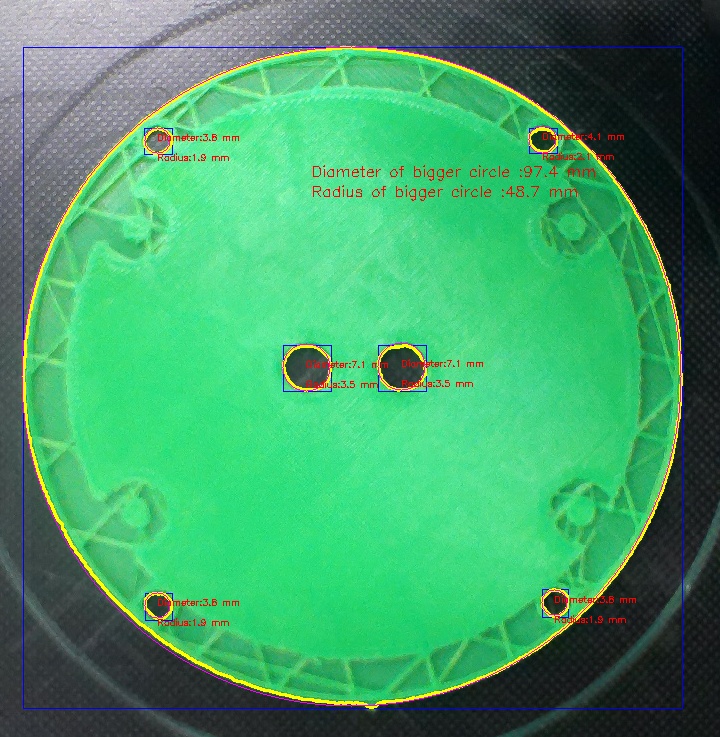 Diameter:3.8 mm
Radius:1.9 mm
Diameter:4.1 mm
Radius:2.1 mm
Diameter of bigger circle :97.4 mm
Radius of bigger circle :48.7 mm
Diameter:7.1 mm
Radius:3.5 mm
Diameter:7.1 mm
Radius:3.5 mm
Diameter:3.8 mm
Radius:1.9 mm
Diameter:3.8 mm
Radius:1.9 mm